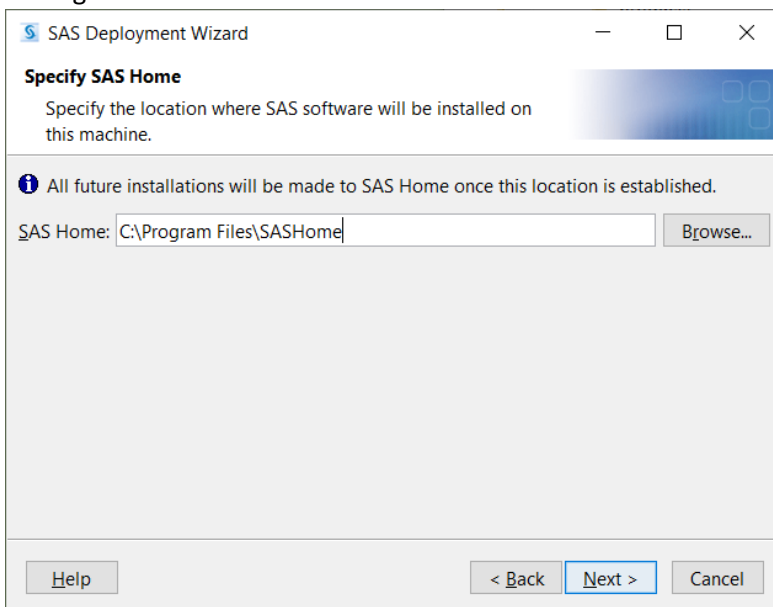 SAS Deployment Wizard
Specify SAS Home
Specify the location where SAS software will be installed on
this machine.
All future installations will be made to SAS Home once this location is established.
SAS Home: C:\Program Files\SASHome Browse...
Help < Back Next > Cancel